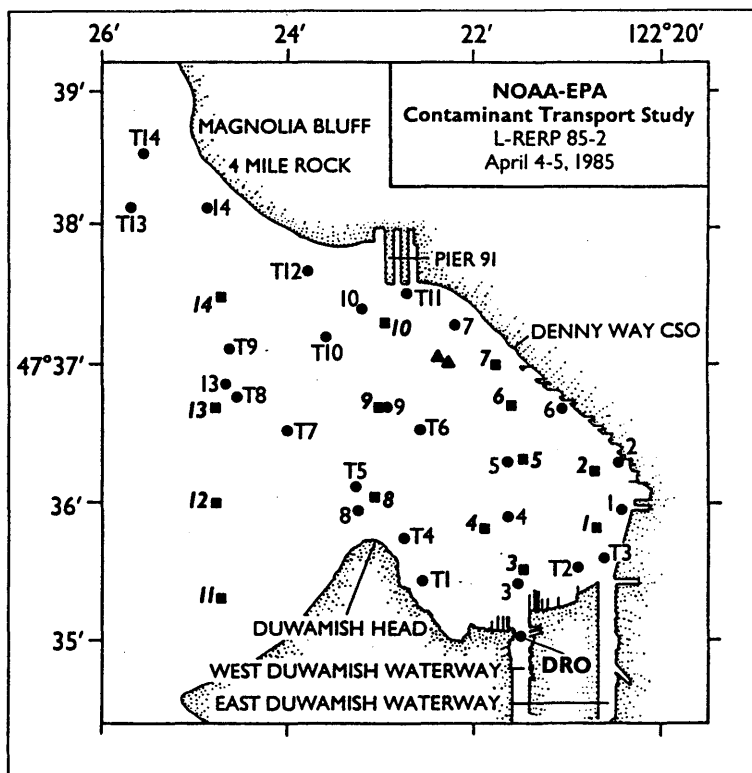 26' 24' 22' 122°20'
39'
NOAA-EPA
Contaminant Transport Study
L-RERP 85-2
April 4-5, 1985
MAGNOLIA BLUFF
T14
4 MILE ROCK
T13
14
38'
PIER 91
T12
T11
14
10
10
7
DENNY WAY CSO
T9
T10
47°37'
7
13
T8
13
9
9
6
6
T7
T6
2
T5
5
5
2
8
12
36'
8
4
4
1
1
T4
T3
T2
3
T1
3
11
DUWAMISH HEAD
35'
WEST DUWAMISH WATERWAY
DRO
EAST DUWAMISH WATERWAY